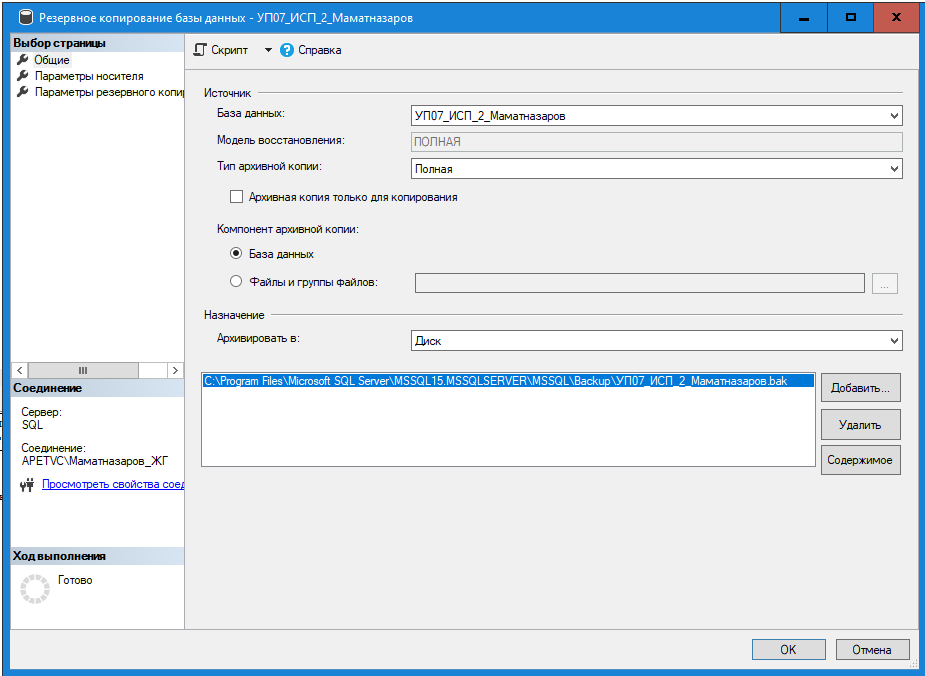 Резервное копирование базы данных - УП07_ИСП_2_Маматназаров
Выбор страницы
Общие
Параметры носителя
Параметры резервного копир
Скрипт
Справка
Источник
База данных:
УП07_ИСП_2_Маматназаров
Модель восстановления:
ПОЛНАЯ
Тип архивной копии:
Полная
Архивная копия только для копирования
Компонент архивной копии:
База данных
Файлы и группы файлов:
...
Назначение
Архивировать в:
Диск
C:\Program Files\Microsoft SQL Server\MSSQL15.MSSQLSERVER\MSSQL\Backup\УП07_ИСП_2_Маматназаров.bak
Добавить...
Удалить
Содержимое
Соединение
Сервер:
SQL
Соединение:
APETVC\Маматназаров_ЖГ
Просмотреть свойства соед
Ход выполнения
Готово
ОК
Отмена